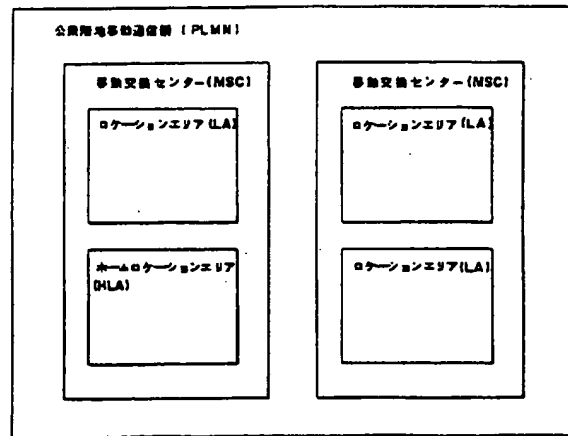 公衆陸地移動通信網 (PLMN)
移動交換センター(MSC)
ロケーションエリア(LA)
ホームロケーションエリア
(HLA)
移動交換センター(MSC)
ロケーションエリア(LA)
ロケーションエリア(LA)